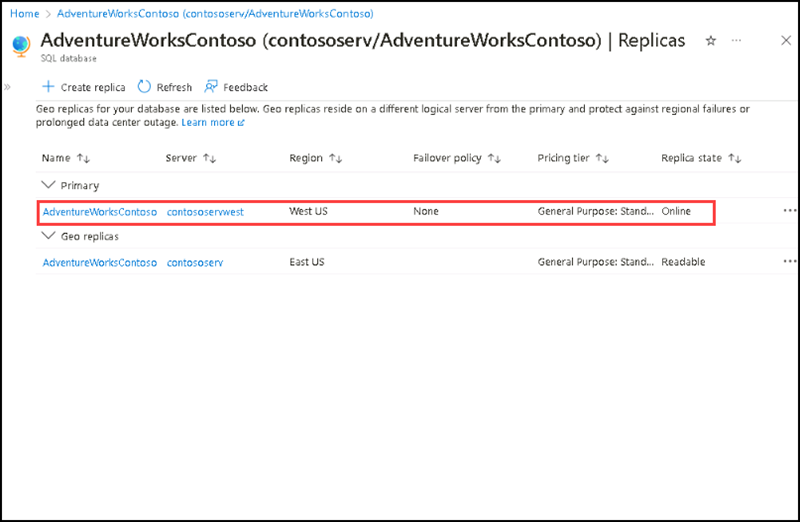 Home > AdventureWorksContoso (contososerv/AdventureWorksContoso)
AdventureWorksContoso (contososerv/AdventureWorksContoso) | Replicas
SQL database
Create replica Refresh Feedback
Geo replicas for your database are listed below. Geo replicas reside on a different logical server from the primary and protect against regional failures or
prolonged data center outage. Learn more
Name Server Region Failover policy Pricing tier Replica state
Primary
AdventureWorksContoso contososervwest West US None General Purpose: Stand... Online
Geo replicas
AdventureWorksContoso contososerv East US General Purpose: Stand... Readable